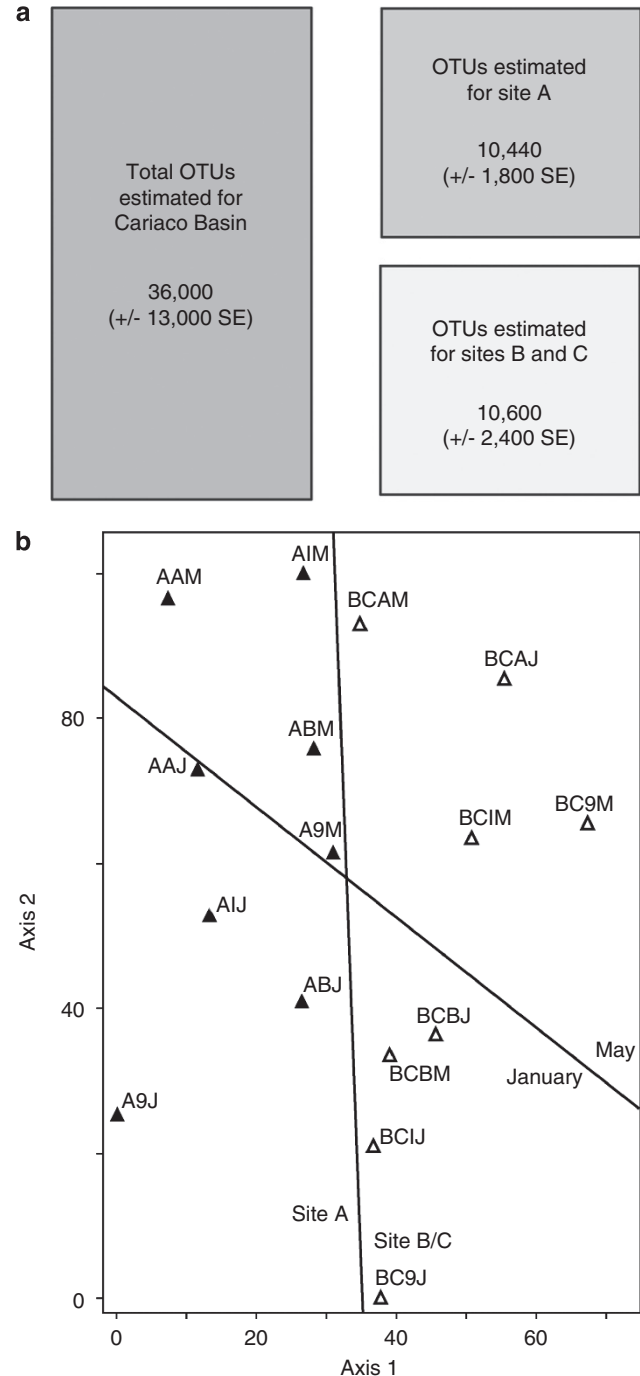 a
Total OTUs
estimated for
Cariaco Basin
36,000
(+/- 13,000 SE)
OTUs estimated
for site A
10,440
(+/- 1,800 SE)
OTUs estimated
for sites B and C
10,600
(+/- 2,400 SE)
b
AIM
AAM
BCAM
BCAJ
80
ABM
AAJ
BC9M
A9M
BCIM
AIJ
Axis 2
ABJ
40
BCBJ
May
BCBM
January
A9J
BCIJ
Site A
Site B/C
BC9J
0
0 20 40 60
Axis 1